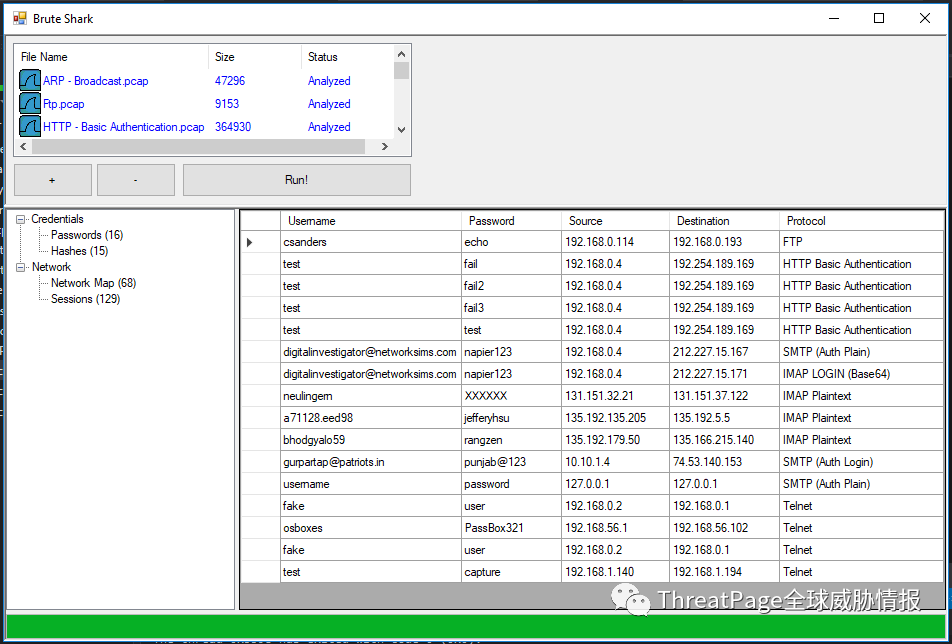 Brute Shark
File Name Size Status
ARP - Broadcast.pcap 47296 Analyzed
Ftp.pcap 9153 Analyzed
HTTP - Basic Authentication.pcap 364930 Analyzed
+ - Run!
Credentials
Passwords (16)
Hashes (15)
Network
Network Map (68)
Sessions (129)
Username Password Source Destination Protocol
csanders echo 192.168.0.114 192.168.0.193 FTP
test fail 192.168.0.4 192.254.189.169 HTTP Basic Authentication
test fail2 192.168.0.4 192.254.189.169 HTTP Basic Authentication
test fail3 192.168.0.4 192.254.189.169 HTTP Basic Authentication
test test 192.168.0.4 192.254.189.169 HTTP Basic Authentication
digitalinvestigator@networksims.com napier123 192.168.0.4 212.227.15.167 SMTP (Auth Plain)
digitalinvestigator@networksims.com napier123 192.168.0.4 212.227.15.171 IMAP LOGIN (Base64)
neulingern XXXXXX 131.151.32.21 131.151.37.122 IMAP Plaintext
a71128.eed98 jefferyhsu 135.192.135.205 135.192.5.5 IMAP Plaintext
bhodgyalo59 rangzen 135.192.179.50 135.166.215.140 IMAP Plaintext
gurpartap@patriots.in punjab@123 10.10.1.4 74.53.140.153 SMTP (Auth Login)
username password 127.0.0.1 127.0.0.1 SMTP (Auth Plain)
fake user 192.168.0.2 192.168.0.1 Telnet
osboxes PassBox321 192.168.56.1 192.168.56.102 Telnet
fake user 192.168.0.2 192.168.0.1 Telnet
test capture 192.168.1.140 192.168.1.194 Telnet
ThreatPage全球威胁情报